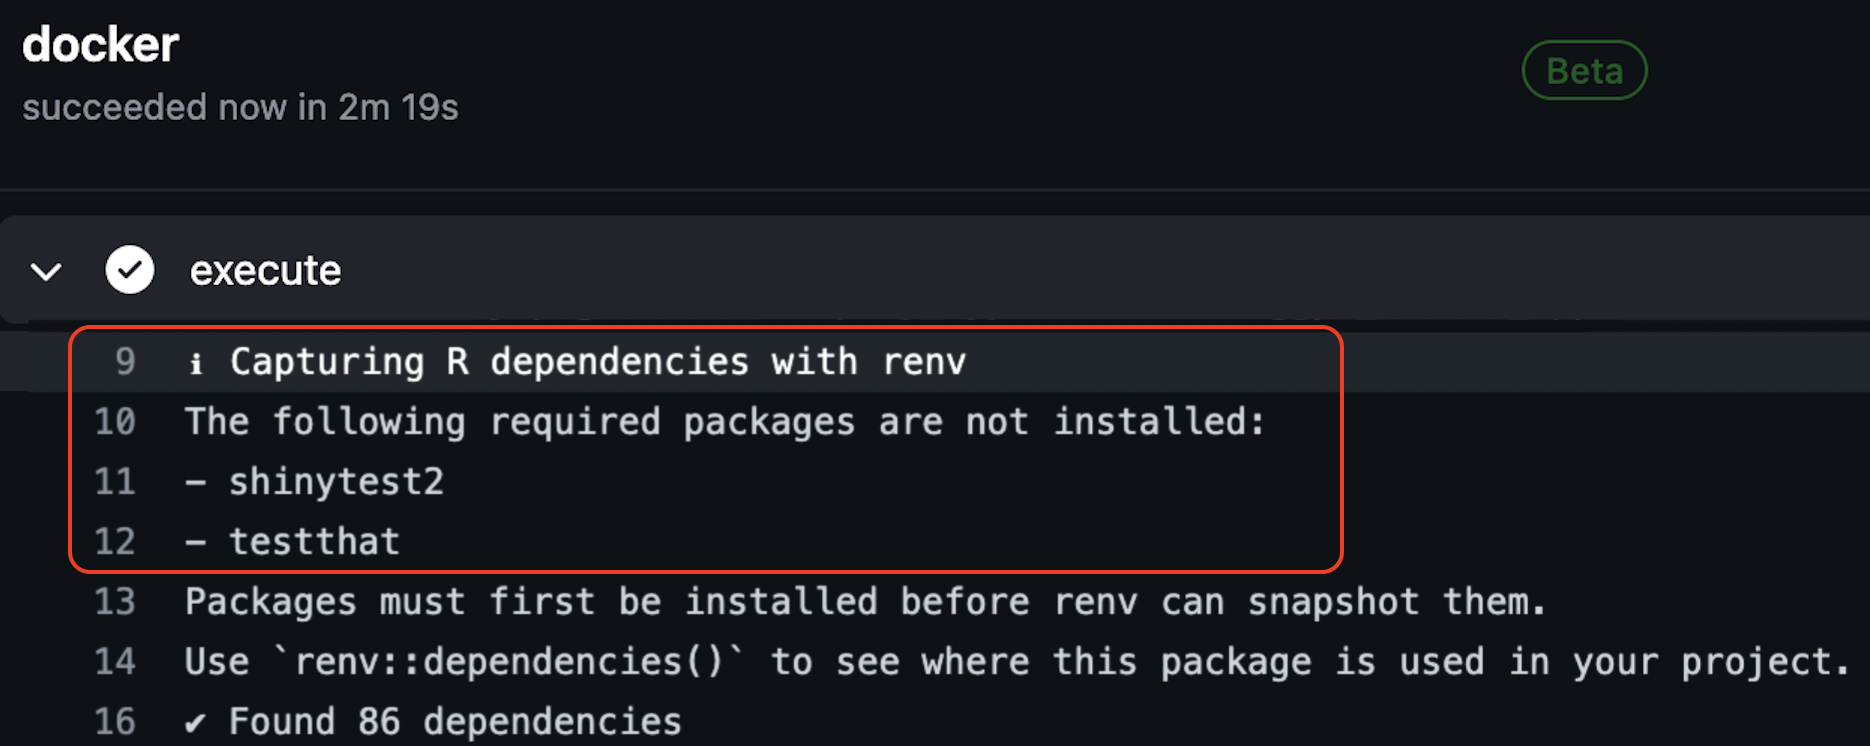 docker
Beta
succeeded now in 2m 19s
execute
9 ℹ Capturing R dependencies with renv
10 The following required packages are not installed:
11 – shinytest2
12 – testthat
13 Packages must first be installed before renv can snapshot them.
14 Use `renv::dependencies()` to see where this package is used in your project.
16 ✔ Found 86 dependencies